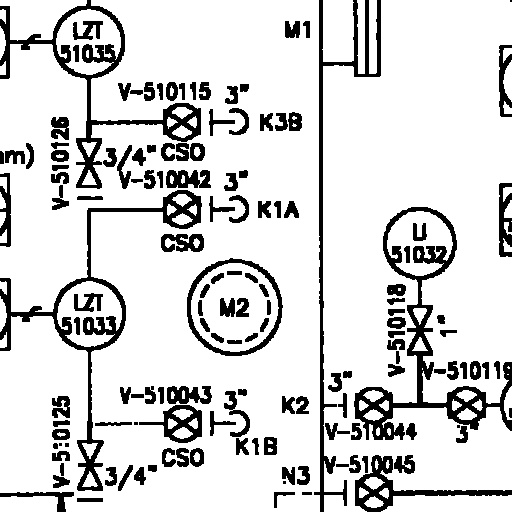 LZT
51035
M1
V-510115
3"
K3B
V-510126
3/4"
CSO
V-510042
3"
K1A
CSO
LI
51032
LZT
51033
M2
V-510118
1"
V-510119
3"
K2
V-510044
3"
V-510043
3"
K1B
CSO
V-510125
3/4"
N3
V-510045